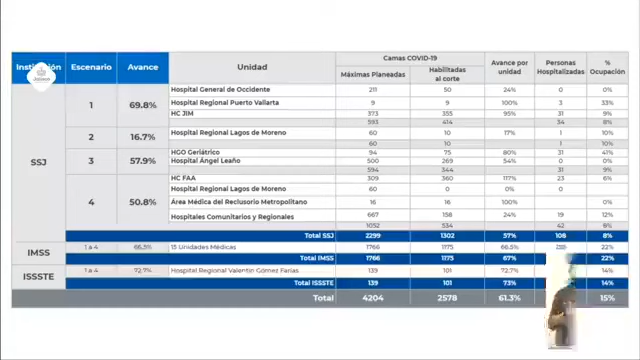 Camas COVID-19
Institución Escenario Avance Unidad Máximas Planeadas Habilitadas al corte Avance por unidad Personas Hospitalizadas % Ocupación
Jalisco
SSJ
1 69.8%
Hospital General de Occidente 211 50 24% 0 0%
Hospital Regional Puerto Vallarta 9 9 100% 3 33%
HC JIM 373 355 95% 31 9%
593 414 34 8%
2 16.7%
Hospital Regional Lagos de Moreno 60 10 17% 1 10%
60 10 1 10%
3 57.9%
HGO Geriátrico 94 75 80% 31 41%
Hospital Ángel Leaño 500 269 54% 0 0%
594 344 31 9%
4 50.8%
HC FAA 309 360 117% 23 6%
Hospital Regional Lagos de Moreno 60 0 0% 0
Área Médica del Reclusorio Metropolitano 16 16 100% 0%
Hospitales Comunitarios y Regionales 667 158 24% 19 12%
1052 534 42 8%
Total SSJ 2299 1302 57% 108 8%
IMSS 1 a 4 66,5% 15 Unidades Médicas 1766 1175 66.5% 22%
Total IMSS 1766 1175 67% 22%
ISSSTE 1 a 4 72,7% Hospital Regional Valentin Gómez Farias 139 101 72.7% 14%
Total ISSSTE 139 101 73% 14%
Total 4204 2578 61.3% 15%